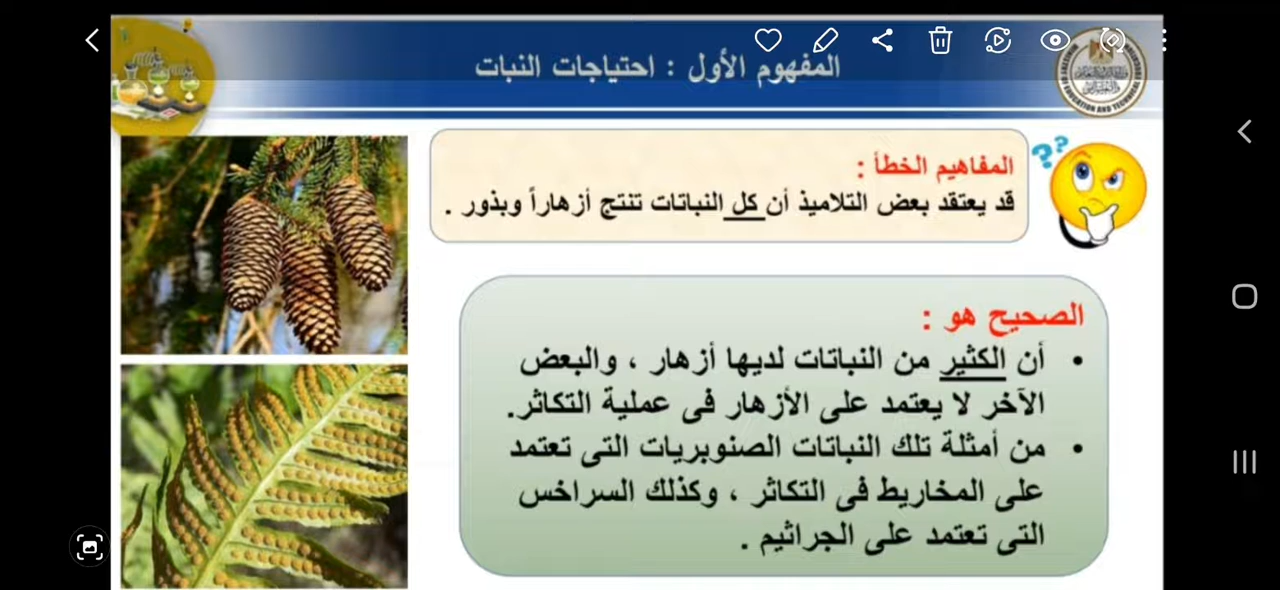 المفهوم الأول : احتياجات النبات
المفاهيم الخطأ :
قد يعتقد بعض التلاميذ أن كل النباتات تنتج أزهاراً وبذور .
الصحيح هو :
• أن الكثير من النباتات لديها أزهار ، والبعض
الآخر لا يعتمد على الأزهار فى عملية التكاثر.
• من أمثلة تلك النباتات الصنوبريات التى تعتمد
على المخاريط فى التكاثر ، وكذلك السراخس
التى تعتمد على الجراثيم .